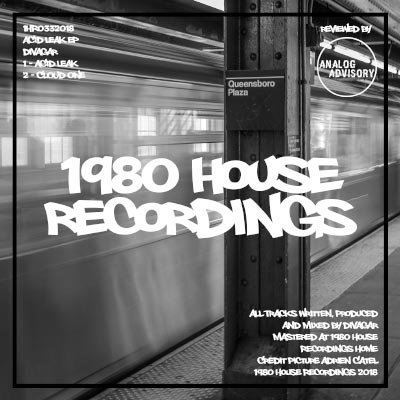 1HR0332018
ACID LEAK EP
DIVAGAR
1 - ACID LEAK
2 - CLOUD ONE
REVIEWED BY
ANALOG
ADVISORY
Queensboro
Plaza
1980 HOUSE
RECORDINGS
ALL TRACKS WRITTEN, PRODUCED
AND MIXED BY DIVAGAR
MASTERED AT 1980 HOUSE
RECORDINGS HOME
CREDIT PICTURE ADRIEN CATEL
1980 HOUSE RECORDINGS 2018